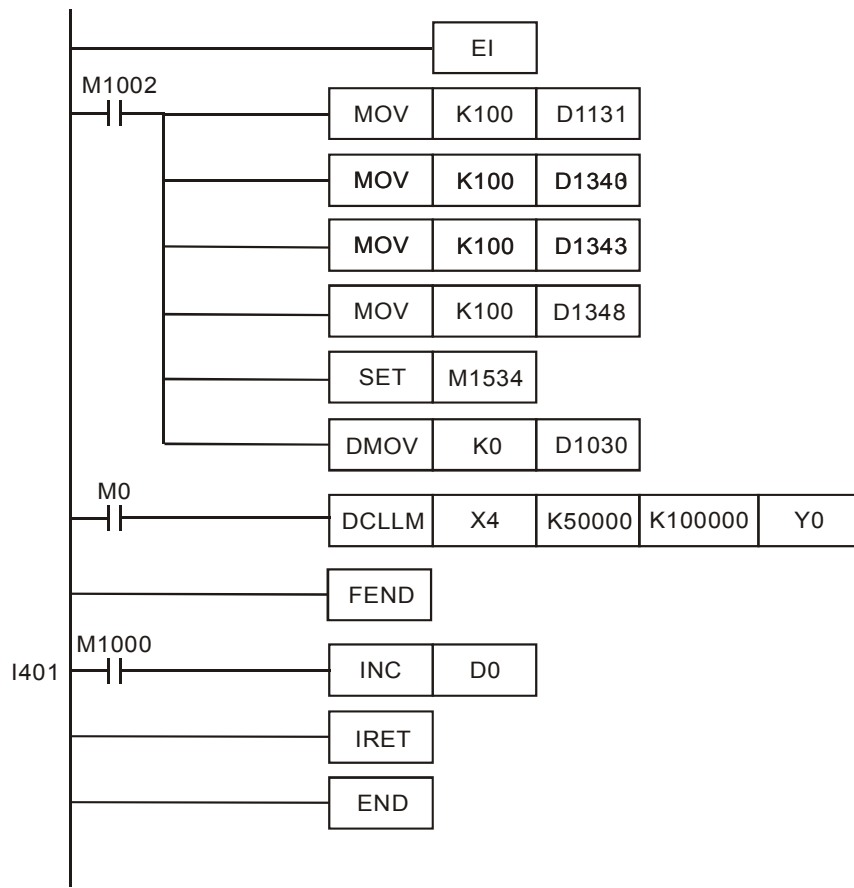 EI
M1002
MOV K100 D1131
MOV K100 D1340
MOV K100 D1343
MOV K100 D1348
SET M1534
DMOV K0 D1030
M0
DCLLM X4 K50000 K100000 Y0
FEND
M1000
I401 INC D0
IRET
END